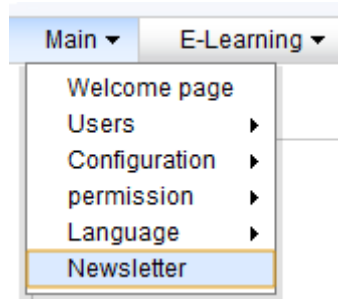 Main ▾ E-Learning ▾
Welcome page
Users
Configuration
permission
Language
Newsletter